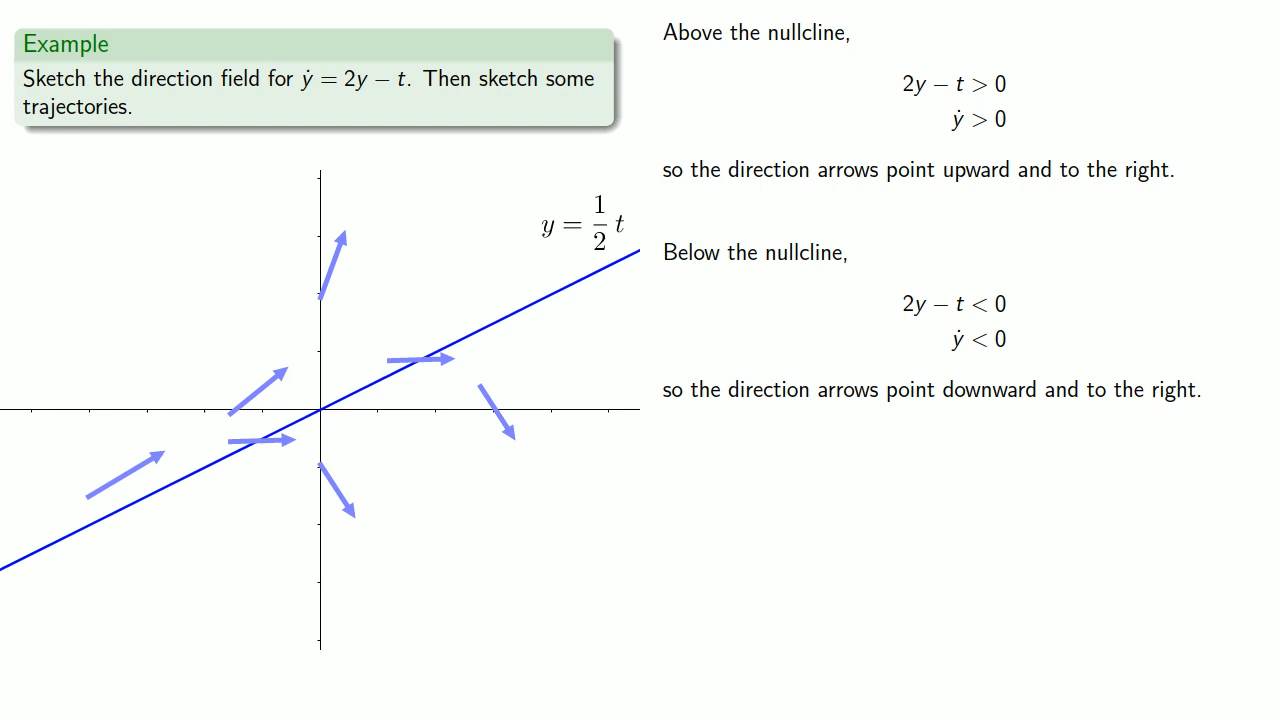 Example
Sketch the direction field for ẏ = 2y − t. Then sketch some
trajectories.
y = 1/2 t
Above the nullcline,
2y − t > 0
ẏ > 0
so the direction arrows point upward and to the right.
Below the nullcline,
2y − t < 0
ẏ < 0
so the direction arrows point downward and to the right.